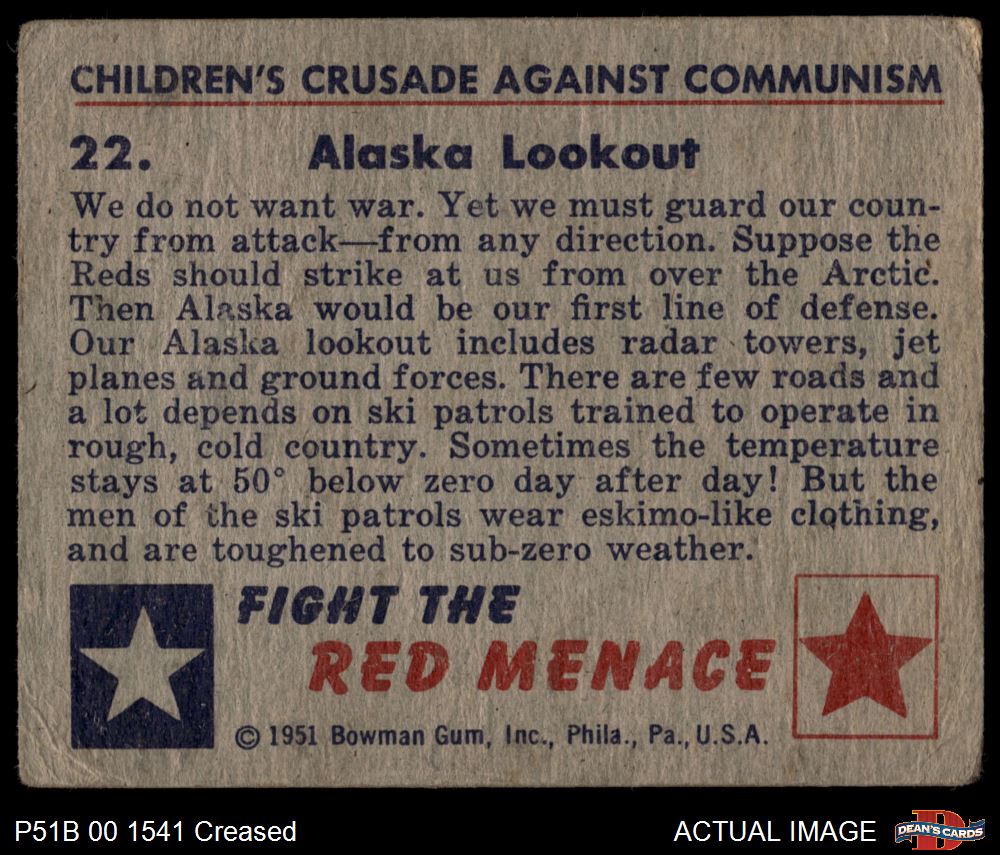 CHILDREN'S CRUSADE AGAINST COMMUNISM
22. Alaska Lookout
We do not want war. Yet we must guard our coun-
try from attack—from any direction. Suppose the
Reds should strike at us from over the Arctic.
Then Alaska would be our first line of defense.
Our Alaska lookout includes radar towers, jet
planes and ground forces. There are few roads and
a lot depends on ski patrols trained to operate in
rough, cold country. Sometimes the temperature
stays at 50° below zero day after day! But the
men of the ski patrols wear eskimo-like clothing,
and are toughened to sub-zero weather.
FIGHT THE
RED MENACE
© 1951 Bowman Gum, Inc., Phila., Pa., U.S.A.
P51B 00 1541 Creased
ACTUAL IMAGE
D
DEAN'S CARDS